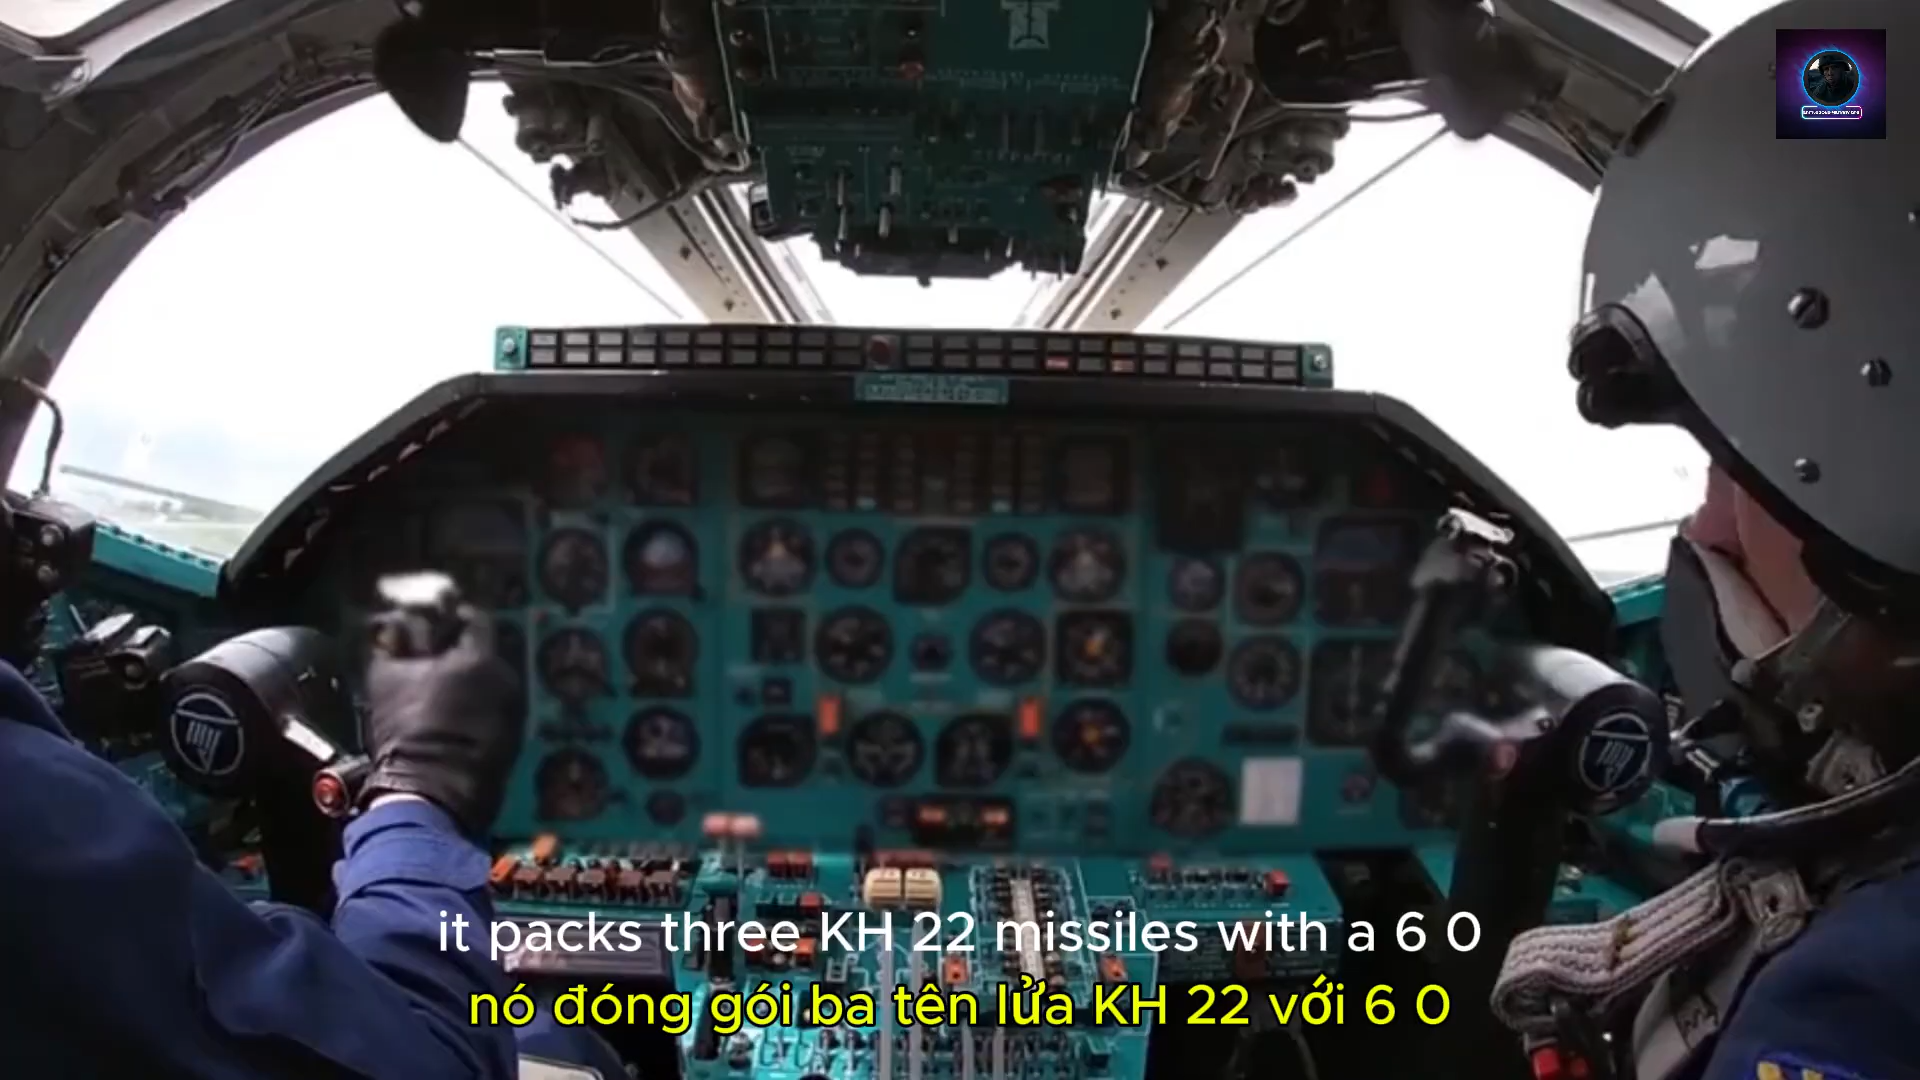 it packs three KH 22 missiles with a 6 0
nó đóng gói ba tên lửa KH 22 với 6 0